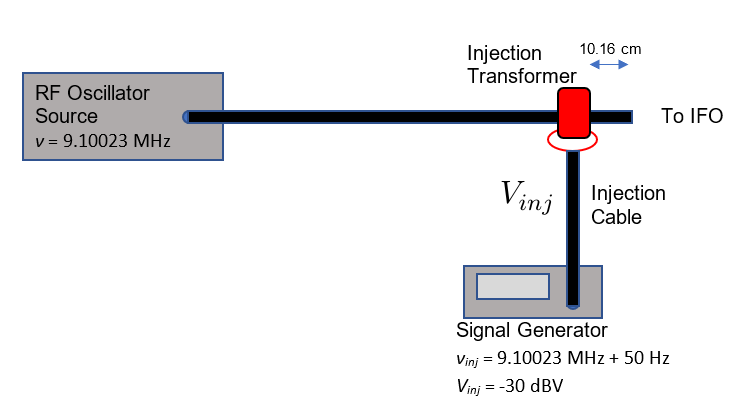 Injection
Transformer
10.16 cm
RF Oscillator
Source
ν = 9.10023 MHz
To IFO
V_inj
Injection
Cable
Signal Generator
ν_inj = 9.10023 MHz + 50 Hz
V_inj = -30 dBV